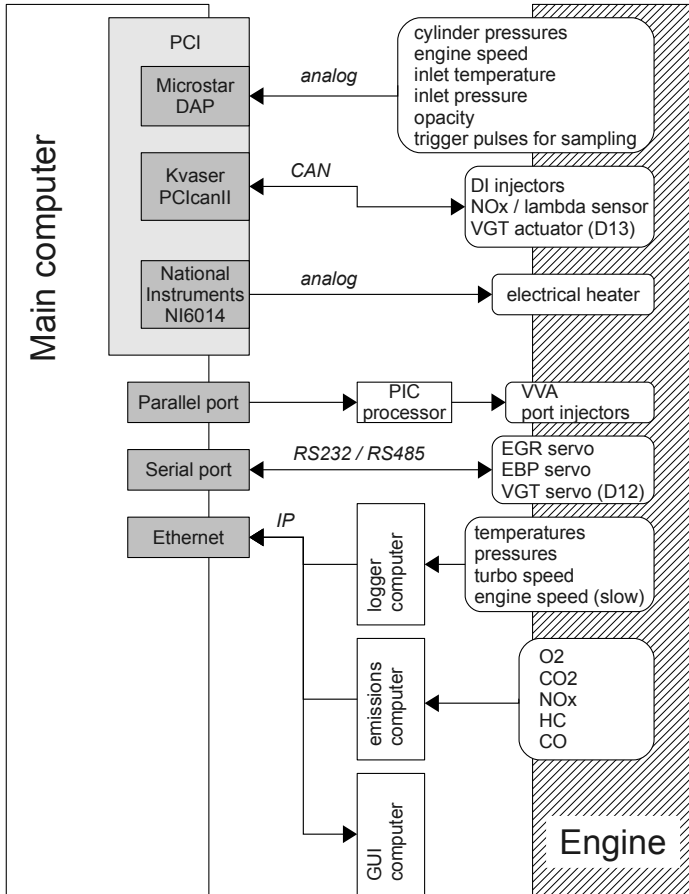 Main computer
PCI
Microstar
DAP
analog
cylinder pressures
engine speed
inlet temperature
inlet pressure
opacity
trigger pulses for sampling
Kvaser
PCIcanII
CAN
DI injectors
NOx / lambda sensor
VGT actuator (D13)
National
Instruments
NI6014
analog
electrical heater
Parallel port
PIC
processor
VVA
port injectors
Serial port
RS232 / RS485
EGR servo
EBP servo
VGT servo (D12)
Ethernet
IP
logger
computer
temperatures
pressures
turbo speed
engine speed (slow)
emissions
computer
O2
CO2
NOx
HC
CO
GUI
computer
Engine